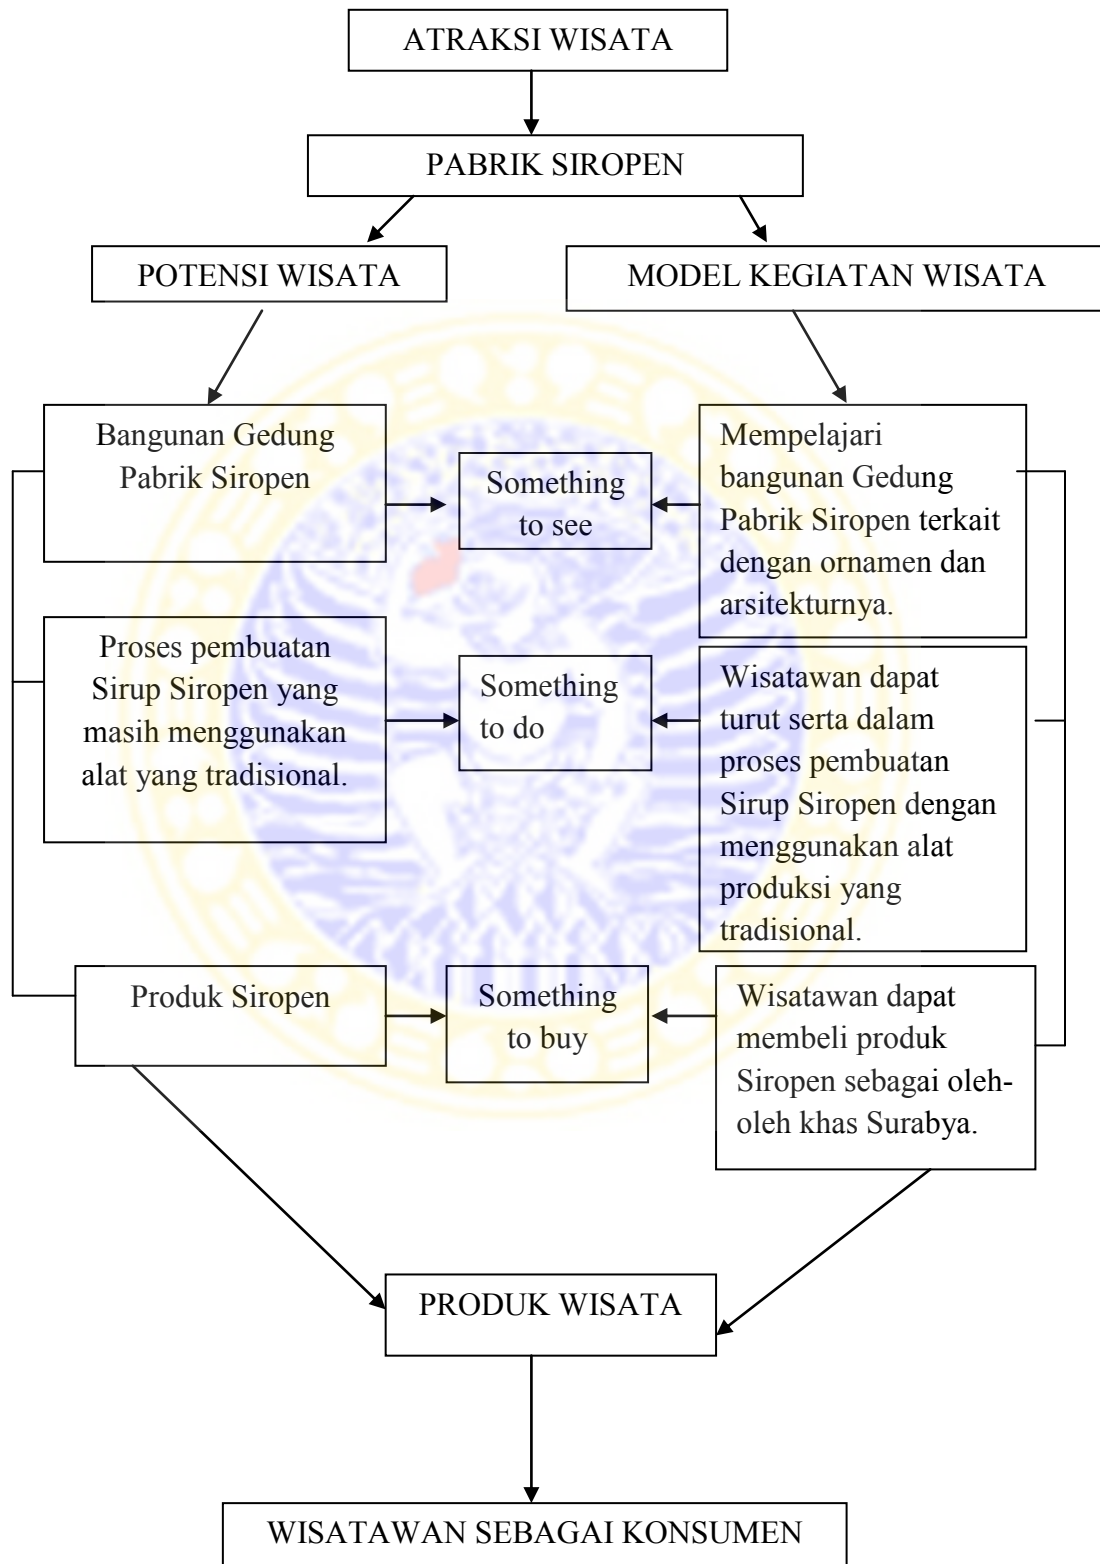 ATRAKSI WISATA
PABRIK SIROPEN
POTENSI WISATA
MODEL KEGIATAN WISATA
Bangunan Gedung
Pabrik Siropen
Something
to see
Mempelajari
bangunan Gedung
Pabrik Siropen terkait
dengan ornamen dan
arsitekturnya.
Proses pembuatan
Sirup Siropen yang
masih menggunakan
alat yang tradisional.
Something
to do
Wisatawan dapat
turut serta dalam
proses pembuatan
Sirup Siropen dengan
menggunakan alat
produksi yang
tradisional.
Produk Siropen
Something
to buy
Wisatawan dapat
membeli produk
Siropen sebagai oleh-
oleh khas Surabya.
PRODUK WISATA
WISATAWAN SEBAGAI KONSUMEN